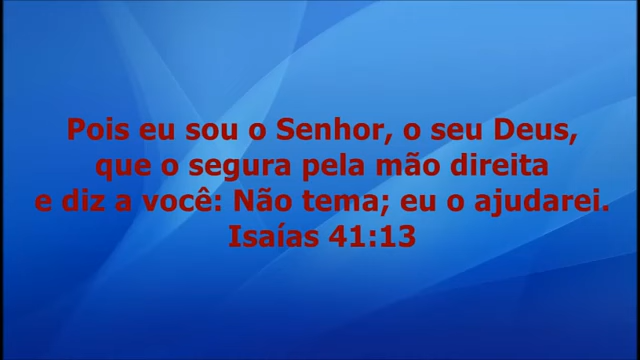 Pois eu sou o Senhor, o seu Deus,
que o segura pela mão direita
e diz a você: Não tema; eu o ajudarei.
Isaías 41:13